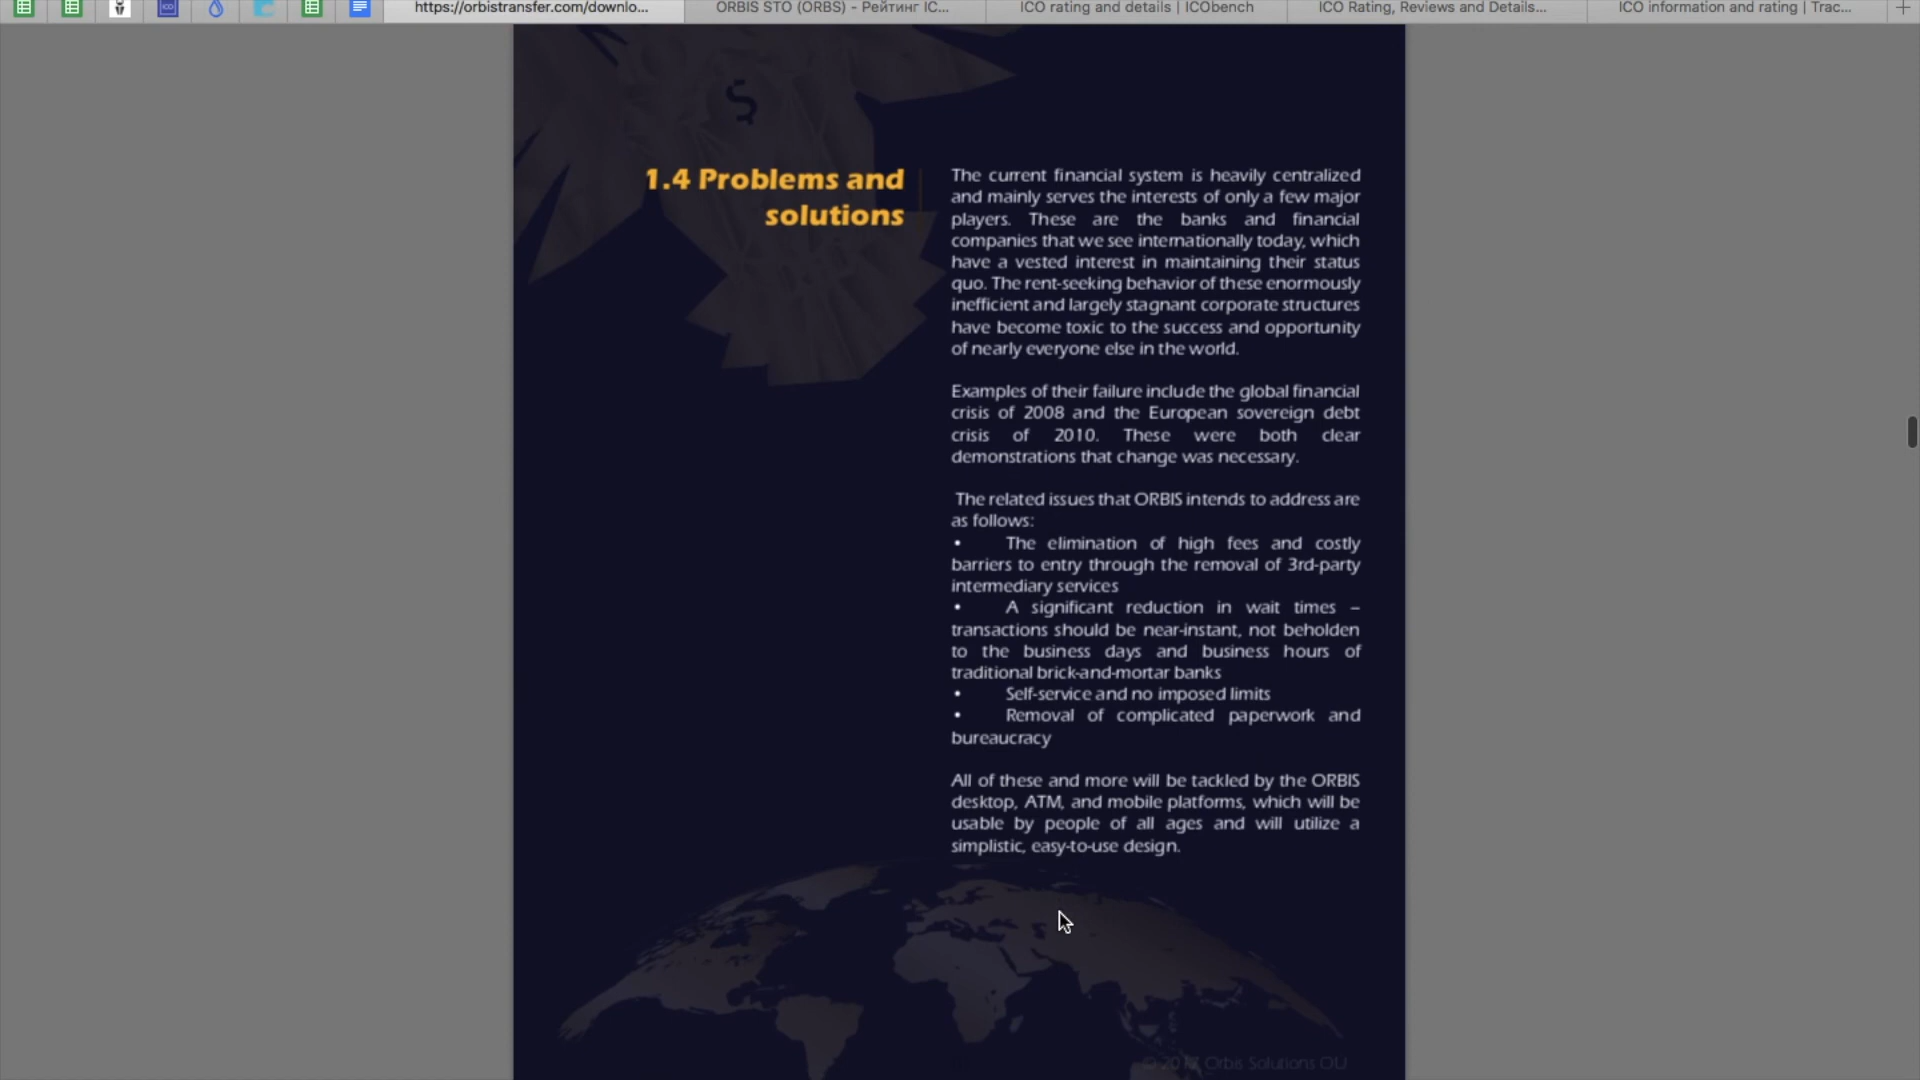 https://orbistransfer.com/downlo...
ORBIS STO (ORBS) – Рейтинг IC...
ICO rating and details | ICObench
ICO Rating, Reviews and Details...
ICO information and rating | Trac...
1.4 Problems and
solutions
The current financial system is heavily centralized
and mainly serves the interests of only a few major
players. These are the banks and financial
companies that we see internationally today, which
have a vested interest in maintaining their status
quo. The rent-seeking behavior of these enormously
inefficient and largely stagnant corporate structures
have become toxic to the success and opportunity
of nearly everyone else in the world.
Examples of their failure include the global financial
crisis of 2008 and the European sovereign debt
crisis of 2010. These were both clear
demonstrations that change was necessary.
The related issues that ORBIS intends to address are
as follows:
• The elimination of high fees and costly
barriers to entry through the removal of 3rd-party
intermediary services
• A significant reduction in wait times –
transactions should be near-instant, not beholden
to the business days and business hours of
traditional brick-and-mortar banks
• Self-service and no imposed limits
• Removal of complicated paperwork and
bureaucracy
All of these and more will be tackled by the ORBIS
desktop, ATM, and mobile platforms, which will be
usable by people of all ages and will utilize a
simplistic, easy-to-use design.
© 2017 Orbis Solutions OU